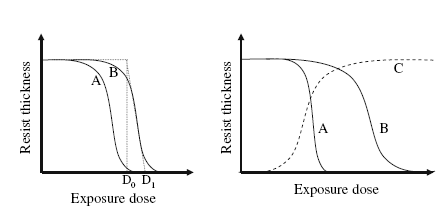 Resist thickness
A
B
D0 D1
Exposure dose
Resist thickness
C
A
B
Exposure dose